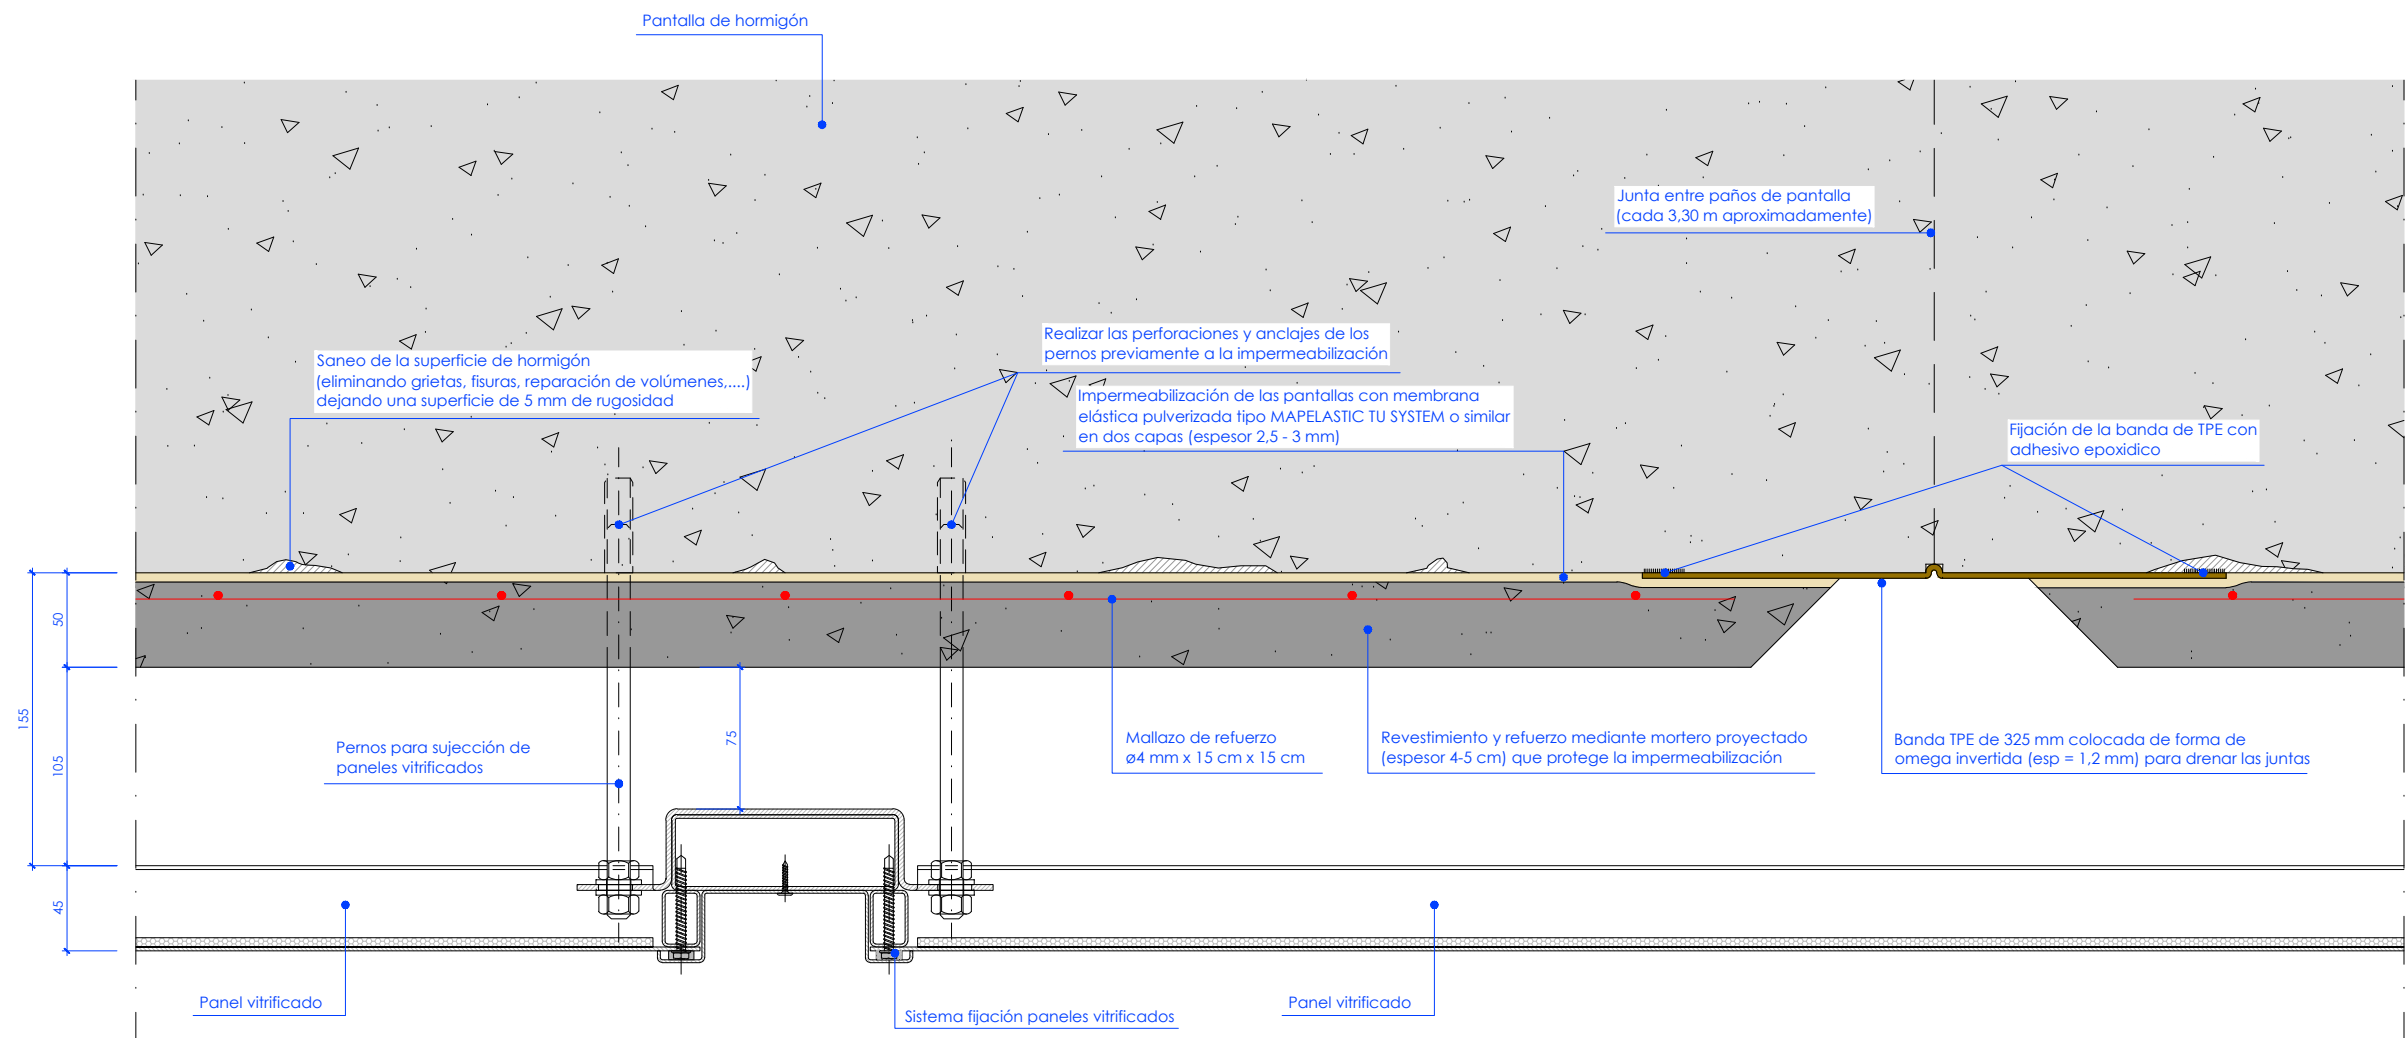 Pantalla de hormigón
Junta entre paños de pantalla
(cada 3,30 m aproximadamente)
Realizar las perforaciones y anclajes de los
pernos previamente a la impermeabilización
Saneo de la superficie de hormigón
(eliminando grietas, fisuras, reparación de volúmenes,....)
dejando una superficie de 5 mm de rugosidad
Impermeabilización de las pantallas con membrana
elástica pulverizada tipo MAPELASTIC TU SYSTEM o similar
en dos capas (espesor 2,5 - 3 mm)
Fijación de la banda de TPE con
adhesivo epoxidico
50
155
105
45
75
Pernos para sujección de
paneles vitrificados
Mallazo de refuerzo
ø4 mm x 15 cm x 15 cm
Revestimiento y refuerzo mediante mortero proyectado
(espesor 4-5 cm) que protege la impermeabilización
Banda TPE de 325 mm colocada de forma de
omega invertida (esp = 1,2 mm) para drenar las juntas
Panel vitrificado
Sistema fijación paneles vitrificados
Panel vitrificado